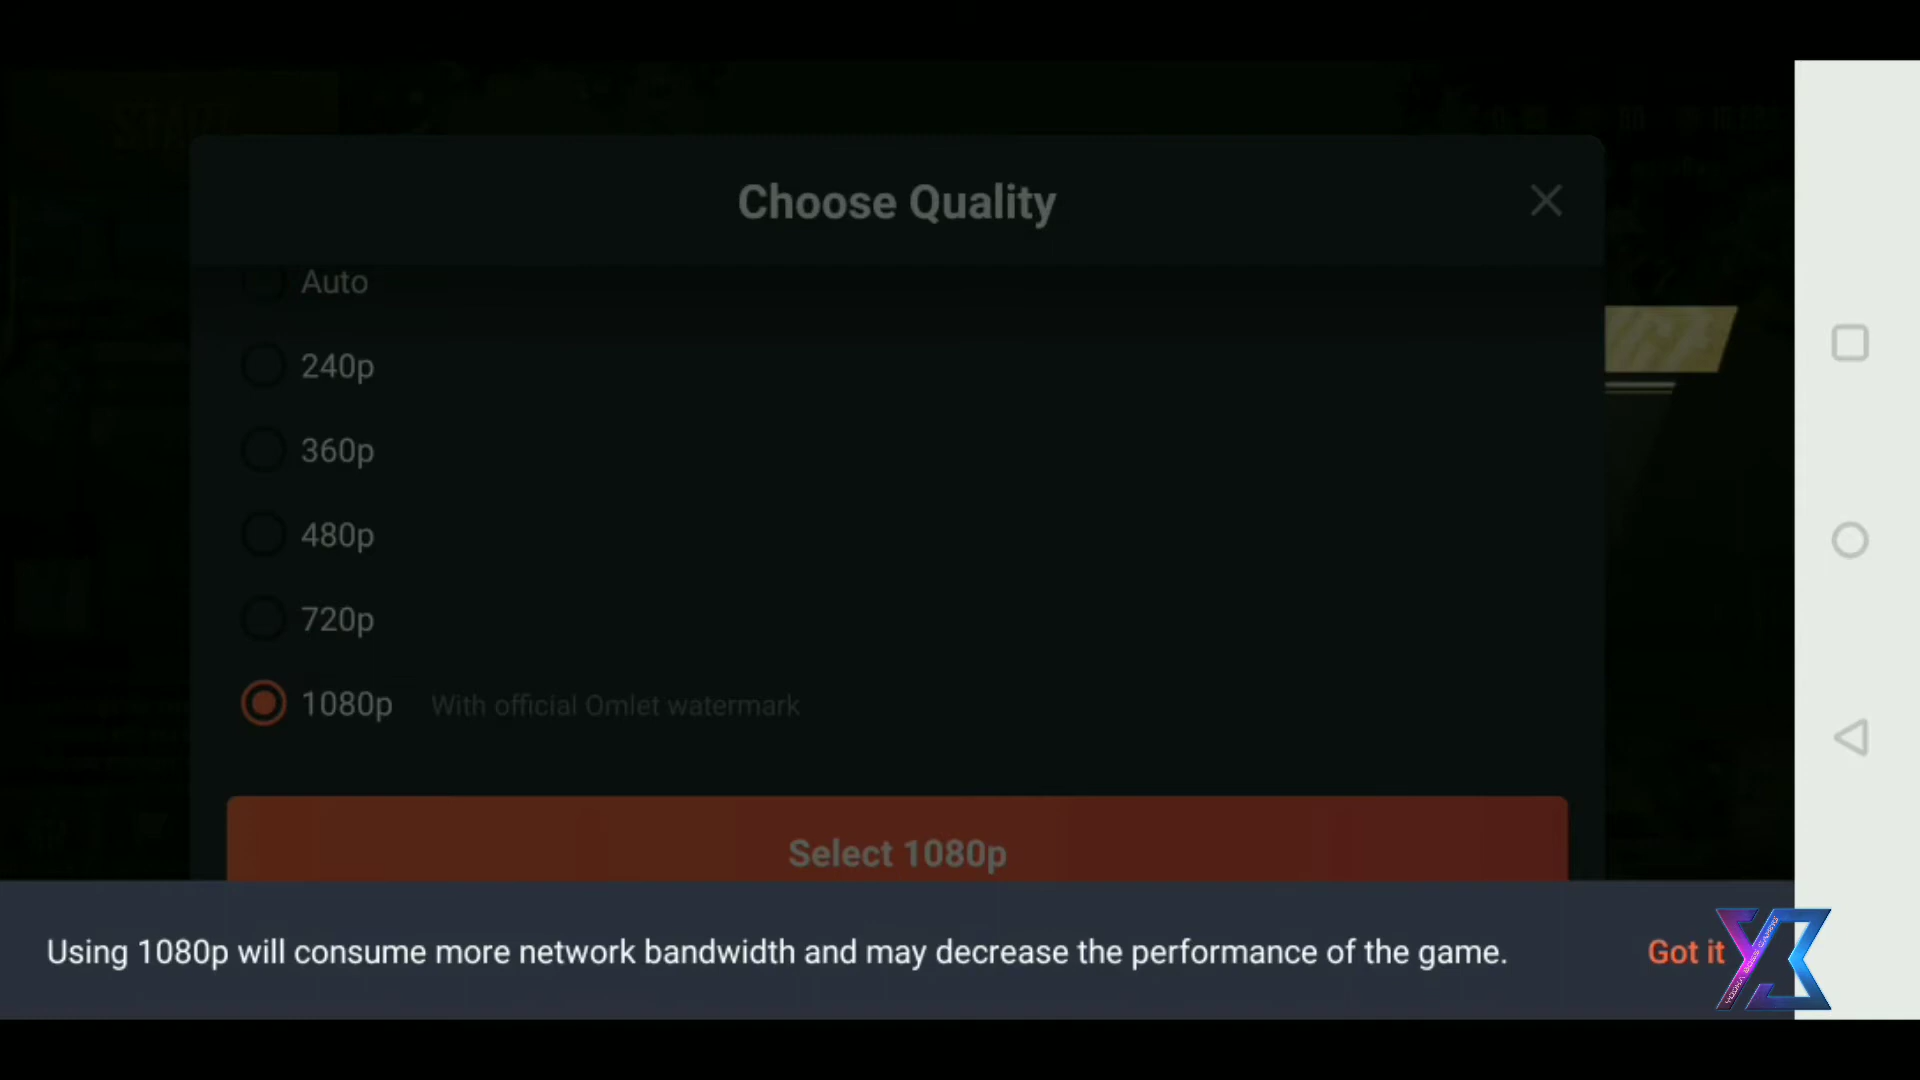 Choose Quality
Auto
240p
360p
480p
720p
1080p With official Omlet watermark
Select 1080p
Using 1080p will consume more network bandwidth and may decrease the performance of the game.
Got it